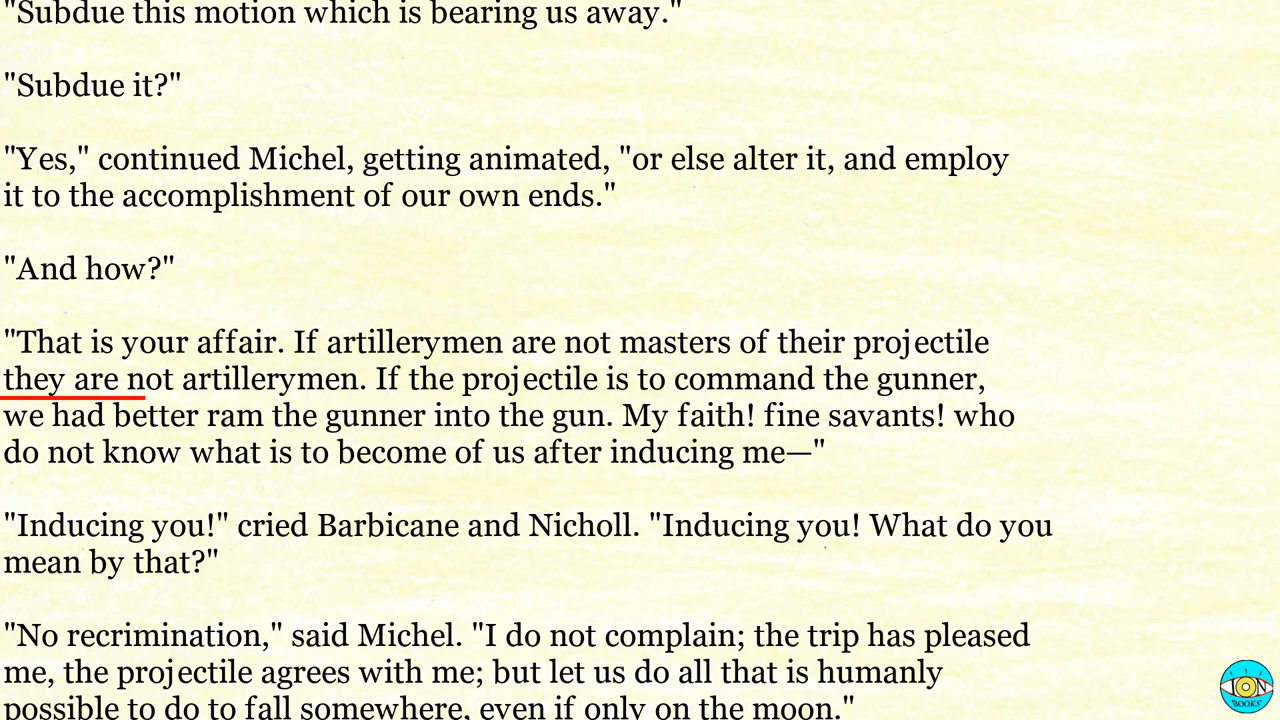 "Subdue this motion which is bearing us away."
"Subdue it?"
"Yes," continued Michel, getting animated, "or else alter it, and employ
it to the accomplishment of our own ends."
"And how?"
"That is your affair. If artillerymen are not masters of their projectile
they are not artillerymen. If the projectile is to command the gunner,
we had better ram the gunner into the gun. My faith! fine savants! who
do not know what is to become of us after inducing me—"
"Inducing you!" cried Barbicane and Nicholl. "Inducing you! What do you
mean by that?"
"No recrimination," said Michel. "I do not complain; the trip has pleased
me, the projectile agrees with me; but let us do all that is humanly
possible to do to fall somewhere, even if only on the moon."
ION
BOOKS